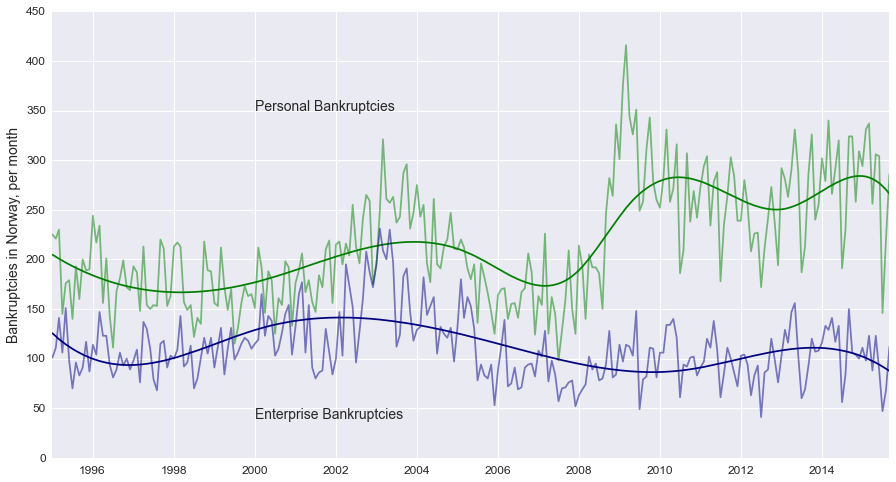 Bankruptcies in Norway, per month
450
400
350
300
250
200
150
100
50
0
Personal Bankruptcies
Enterprise Bankruptcies
1996 1998 2000 2002 2004 2006 2008 2010 2012 2014